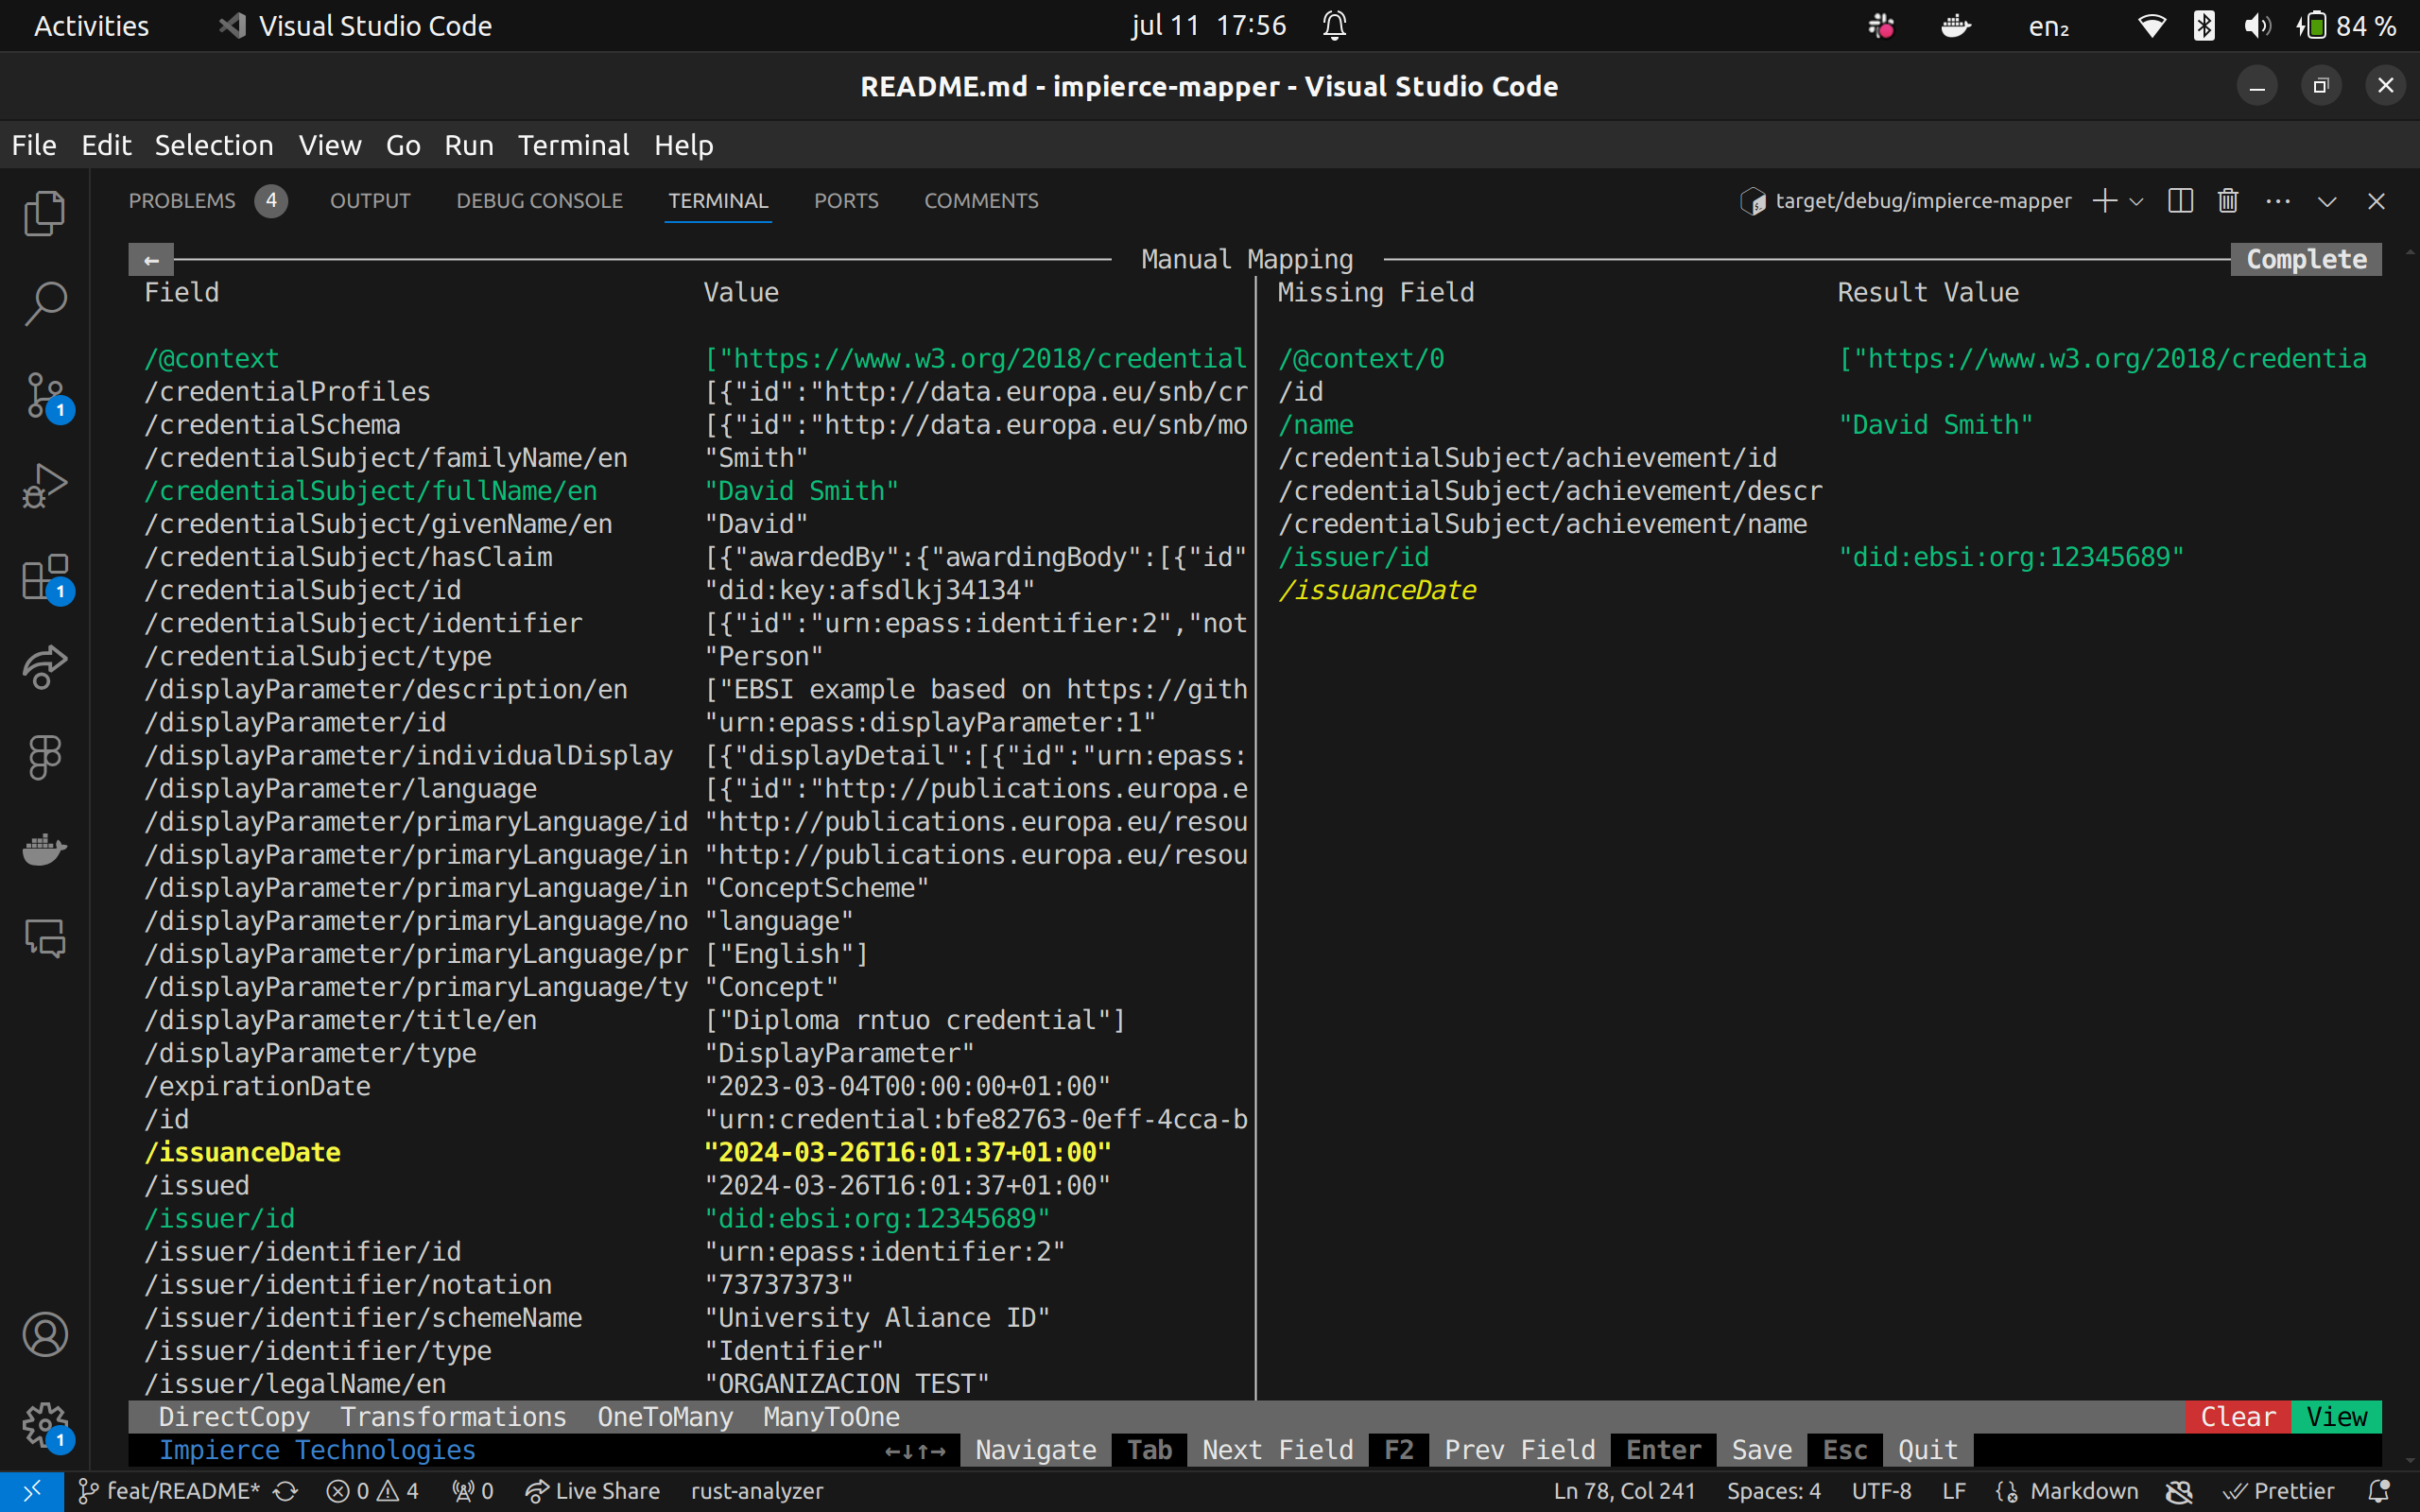 Activities Visual Studio Code jul 11 17:56 en₂ 84 %
README.md - impierce-mapper - Visual Studio Code
File Edit Selection View Go Run Terminal Help
PROBLEMS 4 OUTPUT DEBUG CONSOLE TERMINAL PORTS COMMENTS target/debug/impierce-mapper
← Manual Mapping Complete
Field Value Missing Field Result Value
/@context ["https://www.w3.org/2018/credential /@context/0 ["https://www.w3.org/2018/credentia
/credentialProfiles [{"id":"http://data.europa.eu/snb/cr /id
/credentialSchema [{"id":"http://data.europa.eu/snb/mo /name "David Smith"
/credentialSubject/familyName/en "Smith" /credentialSubject/achievement/id
/credentialSubject/fullName/en "David Smith" /credentialSubject/achievement/descr
/credentialSubject/givenName/en "David" /credentialSubject/achievement/name
/credentialSubject/hasClaim [{"awardedBy":{"awardingBody":[{"id" /issuer/id "did:ebsi:org:12345689"
/credentialSubject/id "did:key:afsdlkj34134" /issuanceDate
/credentialSubject/identifier [{"id":"urn:epass:identifier:2","not
/credentialSubject/type "Person"
/displayParameter/description/en ["EBSI example based on https://gith
/displayParameter/id "urn:epass:displayParameter:1"
/displayParameter/individualDisplay [{"displayDetail":[{"id":"urn:epass:
/displayParameter/language [{"id":"http://publications.europa.e
/displayParameter/primaryLanguage/id "http://publications.europa.eu/resou
/displayParameter/primaryLanguage/in "http://publications.europa.eu/resou
/displayParameter/primaryLanguage/in "ConceptScheme"
/displayParameter/primaryLanguage/no "language"
/displayParameter/primaryLanguage/pr ["English"]
/displayParameter/primaryLanguage/ty "Concept"
/displayParameter/title/en ["Diploma rntuo credential"]
/displayParameter/type "DisplayParameter"
/expirationDate "2023-03-04T00:00:00+01:00"
/id "urn:credential:bfe82763-0eff-4cca-b
/issuanceDate "2024-03-26T16:01:37+01:00"
/issued "2024-03-26T16:01:37+01:00"
/issuer/id "did:ebsi:org:12345689"
/issuer/identifier/id "urn:epass:identifier:2"
/issuer/identifier/notation "73737373"
/issuer/identifier/schemeName "University Aliance ID"
/issuer/identifier/type "Identifier"
/issuer/legalName/en "ORGANIZACION TEST"
DirectCopy Transformations OneToMany ManyToOne Clear View
Impierce Technologies ←↓↑→ Navigate Tab Next Field F2 Prev Field Enter Save Esc Quit
1
1
1
feat/README* 0 4 0 Live Share rust-analyzer Ln 78, Col 241 Spaces: 4 UTF-8 LF Markdown Prettier